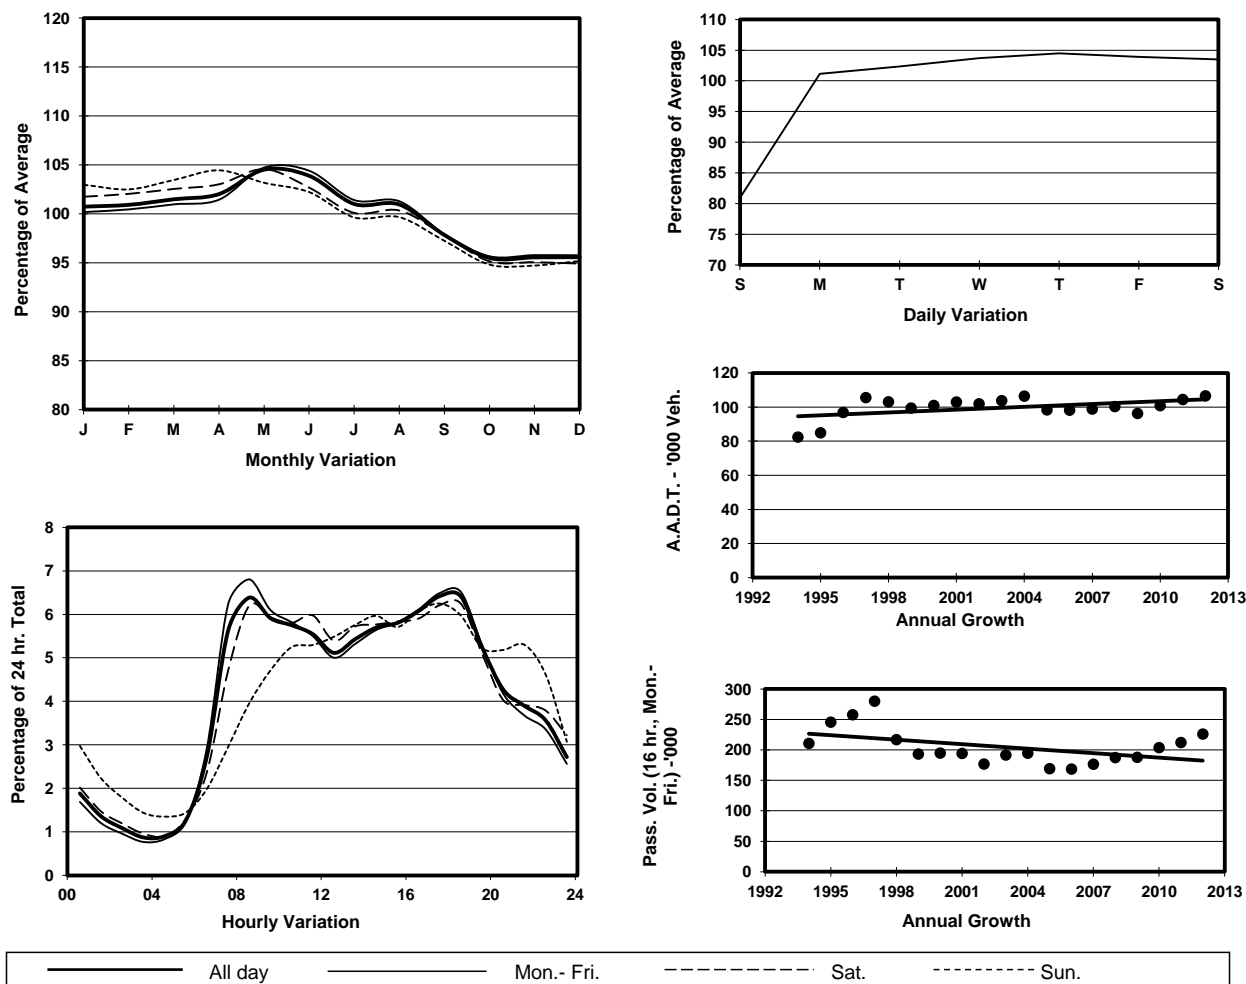 120
115
110
105
100
95
90
85
80
Percentage of Average
J F M A M J J A S O N D
Monthly Variation
110
105
100
95
90
85
80
75
70
Percentage of Average
S M T W T F S
Daily Variation
120
100
80
60
40
20
0
A.A.D.T. - '000 Veh.
1992 1995 1998 2001 2004 2007 2010 2013
Annual Growth
8
7
6
5
4
3
2
1
0
Percentage of 24 hr. Total
00 04 08 12 16 20 24
Hourly Variation
300
250
200
150
100
50
0
Pass. Vol. (16 hr., Mon.-
Fri.) -'000
1992 1995 1998 2001 2004 2007 2010 2013
Annual Growth
All day Mon.- Fri. Sat. Sun.